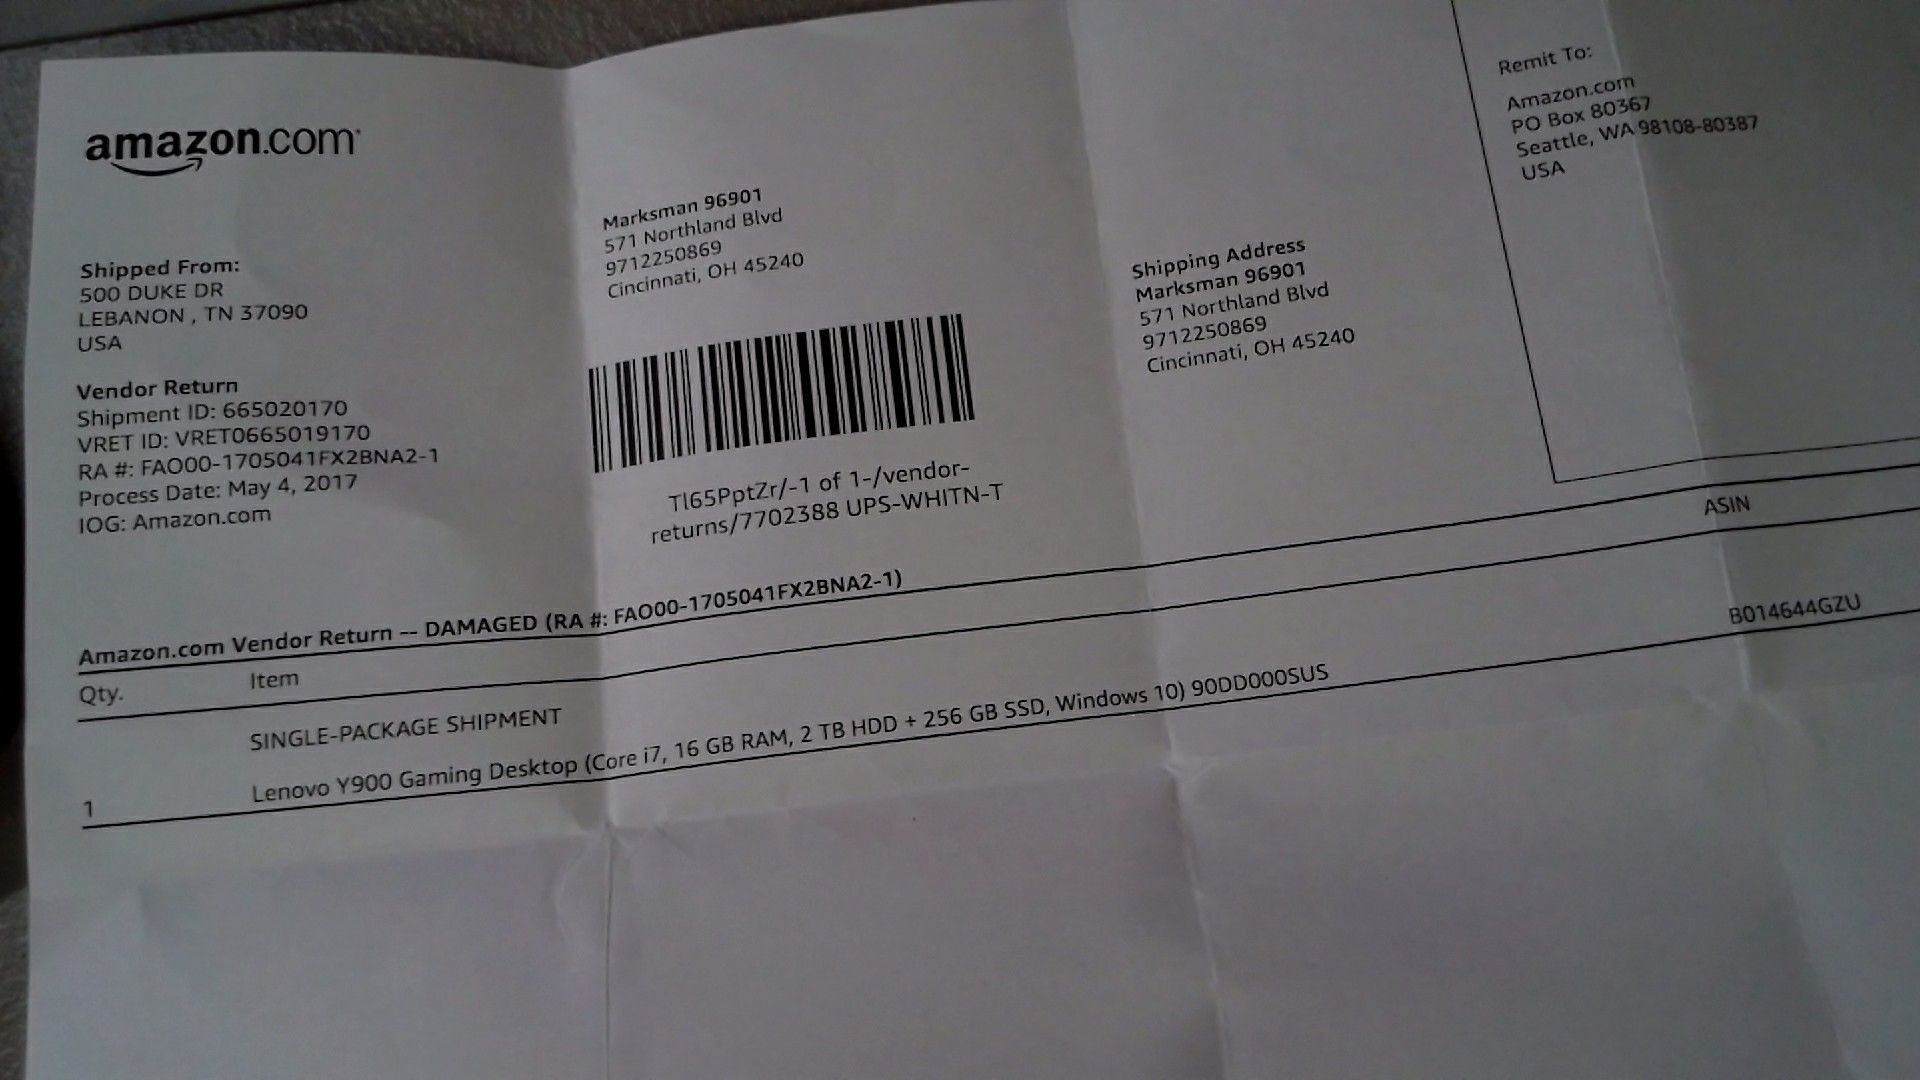 amazon.com
Shipped From:
500 DUKE DR
LEBANON , TN 37090
USA
Vendor Return
Shipment ID: 665020170
VRET ID: VRET0665019170
RA #: FAO00-1705041FX2BNA2-1
Process Date: May 4, 2017
IOG: Amazon.com
Marksman 96901
571 Northland Blvd
9712250869
Cincinnati, OH 45240
Tl65PptZr/-1 of 1-/vendor-
returns/7702388 UPS-WHITN-T
Shipping Address
Marksman 96901
571 Northland Blvd
9712250869
Cincinnati, OH 45240
Remit To:
Amazon.com
PO Box 80367
Seattle, WA 98108-80387
USA
Amazon.com Vendor Return -- DAMAGED (RA #: FAO00-1705041FX2BNA2-1)
Qty. Item ASIN
SINGLE-PACKAGE SHIPMENT
1 Lenovo Y900 Gaming Desktop (Core i7, 16 GB RAM, 2 TB HDD + 256 GB SSD, Windows 10) 90DD000SUS B014644GZU